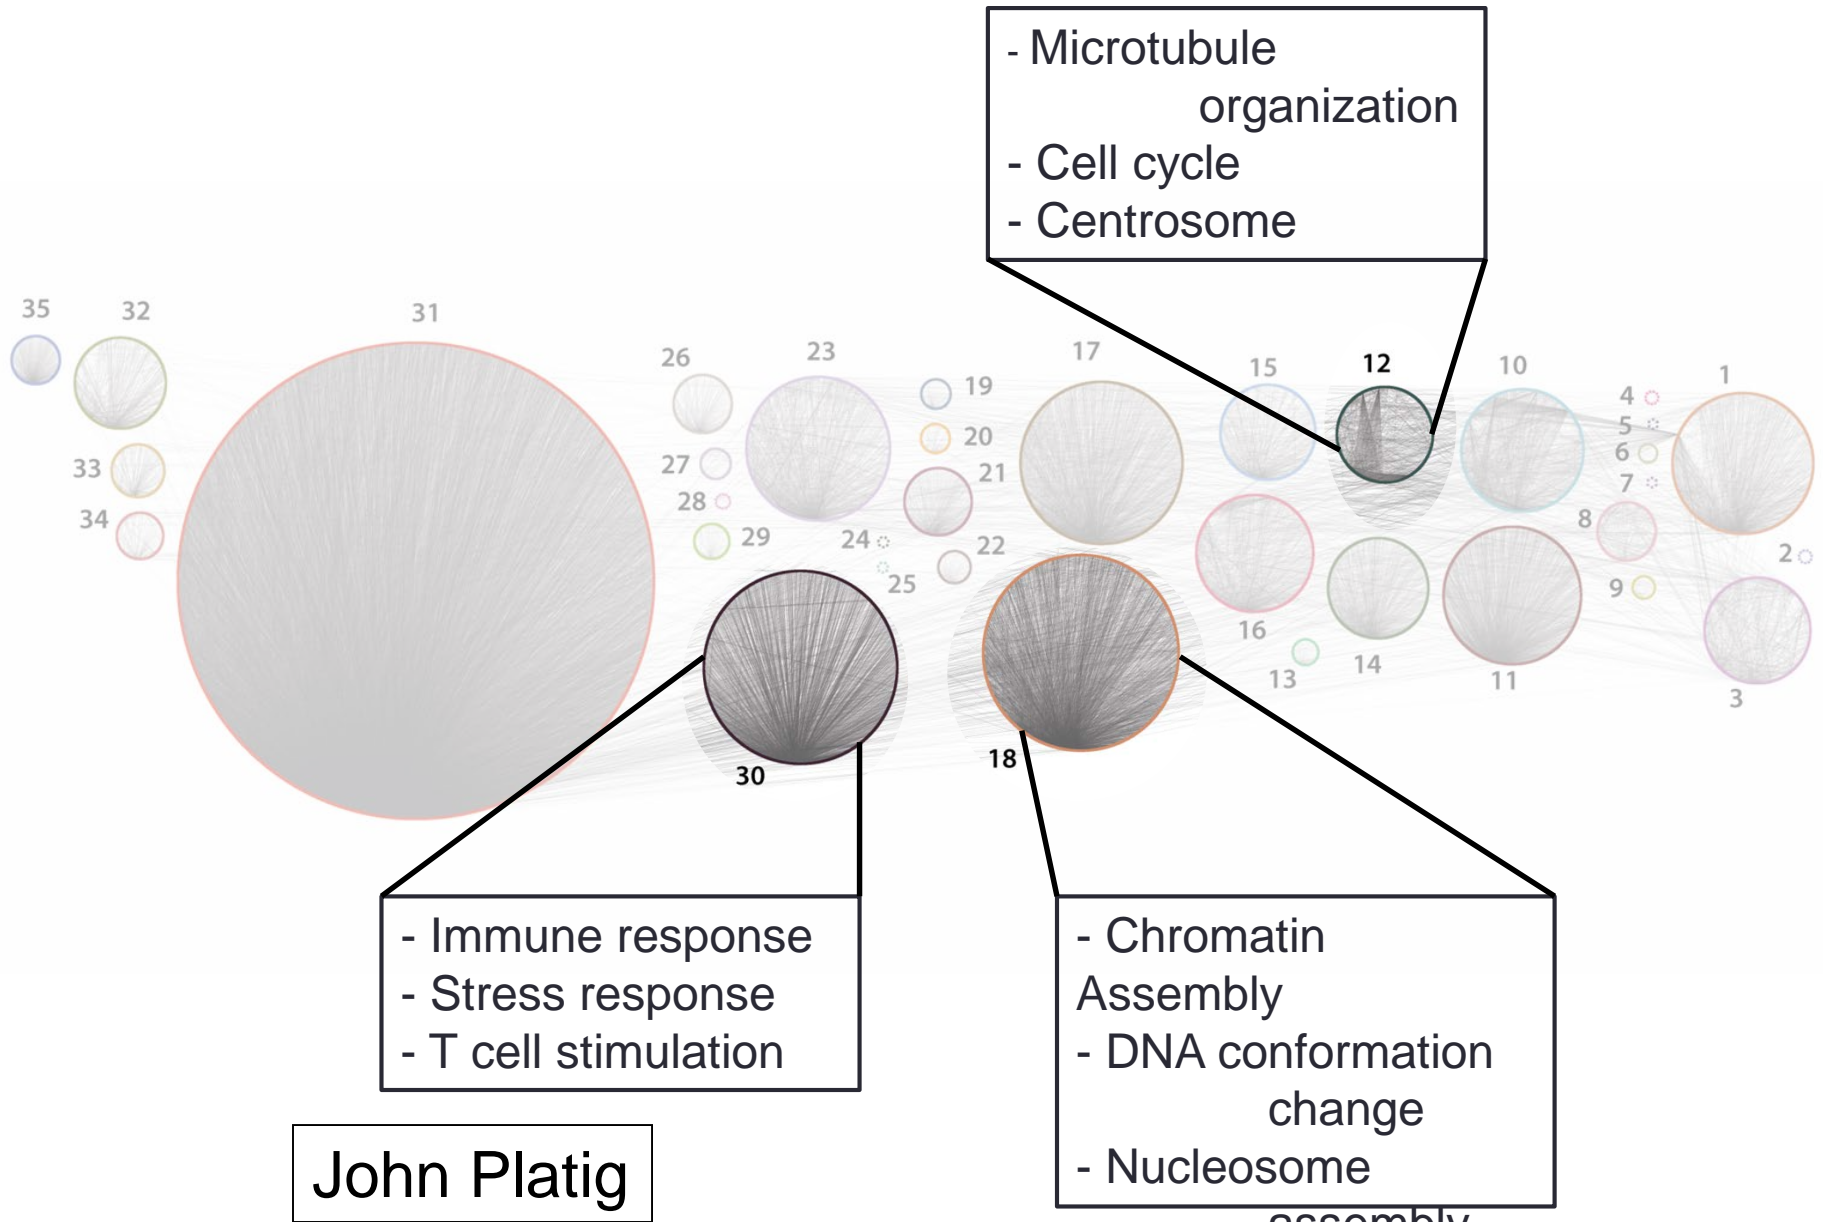 - Microtubule
organization
- Cell cycle
- Centrosome
35
32
31
26
23
19
17
15
12
10
4
1
20
5
6
33
27
21
7
28
34
29
24
22
8
25
2
16
9
13
14
11
3
30
18
- Immune response
- Stress response
- T cell stimulation
- Chromatin
Assembly
- DNA conformation
change
- Nucleosome
assembly
John Platig